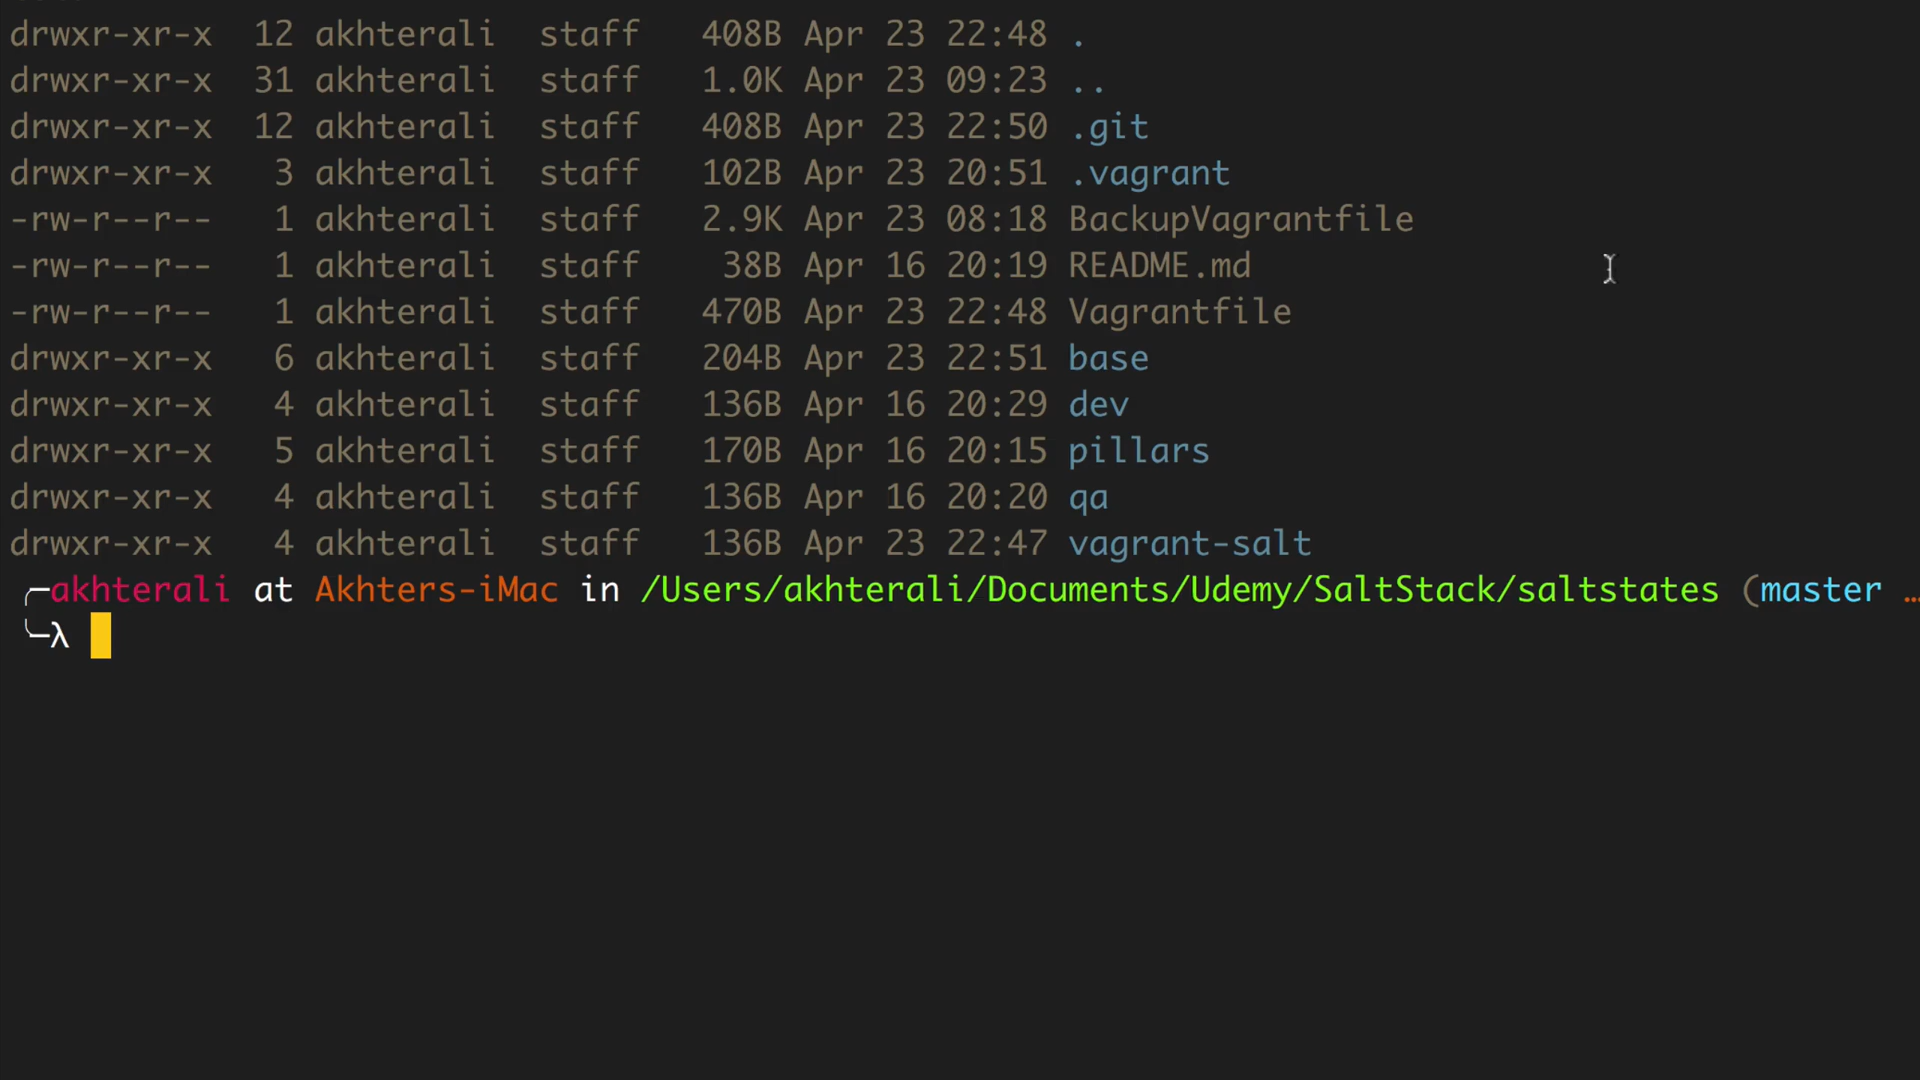 drwxr-xr-x  12 akhterali  staff   408B Apr 23 22:48 .
drwxr-xr-x  31 akhterali  staff   1.0K Apr 23 09:23 ..
drwxr-xr-x  12 akhterali  staff   408B Apr 23 22:50 .git
drwxr-xr-x   3 akhterali  staff   102B Apr 23 20:51 .vagrant
-rw-r--r--   1 akhterali  staff   2.9K Apr 23 08:18 BackupVagrantfile
-rw-r--r--   1 akhterali  staff    38B Apr 16 20:19 README.md
-rw-r--r--   1 akhterali  staff   470B Apr 23 22:48 Vagrantfile
drwxr-xr-x   6 akhterali  staff   204B Apr 23 22:51 base
drwxr-xr-x   4 akhterali  staff   136B Apr 16 20:29 dev
drwxr-xr-x   5 akhterali  staff   170B Apr 16 20:15 pillars
drwxr-xr-x   4 akhterali  staff   136B Apr 16 20:20 qa
drwxr-xr-x   4 akhterali  staff   136B Apr 23 22:47 vagrant-salt
╭─akhterali at Akhters-iMac in /Users/akhterali/Documents/Udemy/SaltStack/saltstates (master …
╰─λ